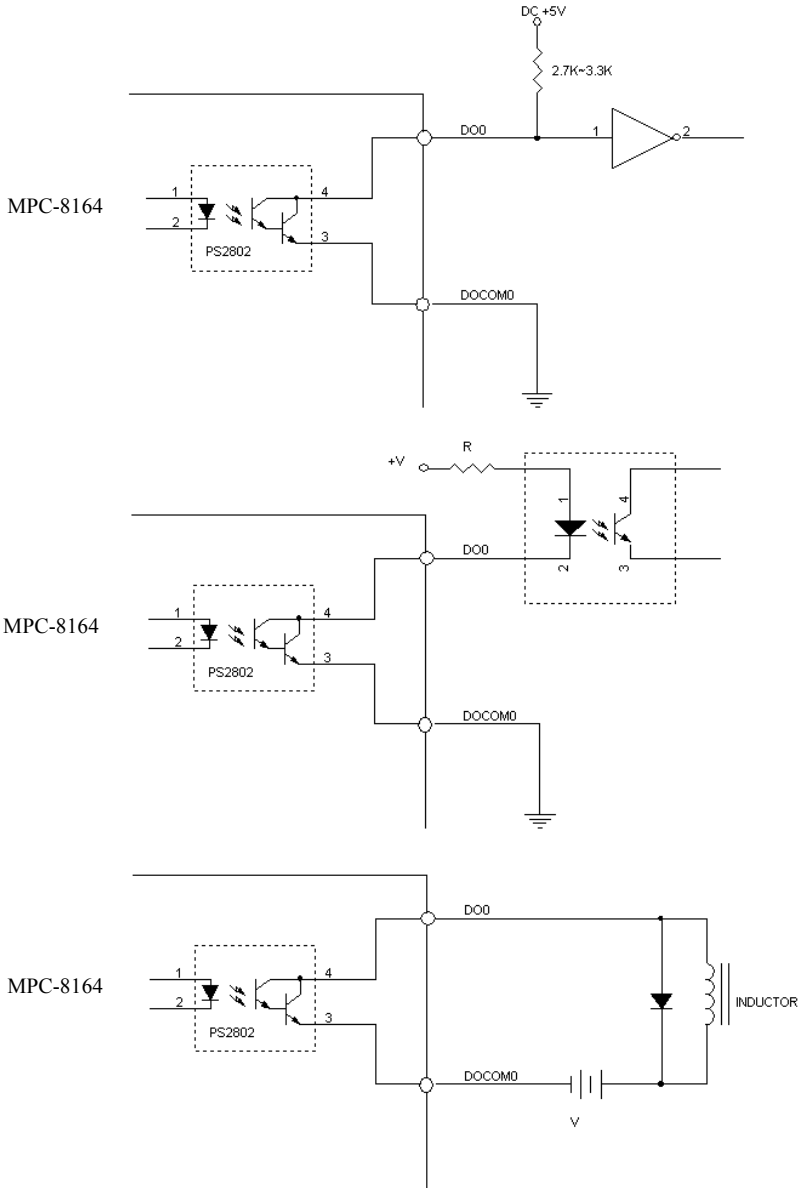 DC +5V
2.7K~3.3K
DO0
1
2
MPC-8164
1
2
4
3
PS2802
DOCOM0
+V
R
1
2
4
3
DO0
MPC-8164
1
2
4
3
PS2802
DOCOM0
DO0
MPC-8164
1
2
4
3
PS2802
INDUCTOR
DOCOM0
V